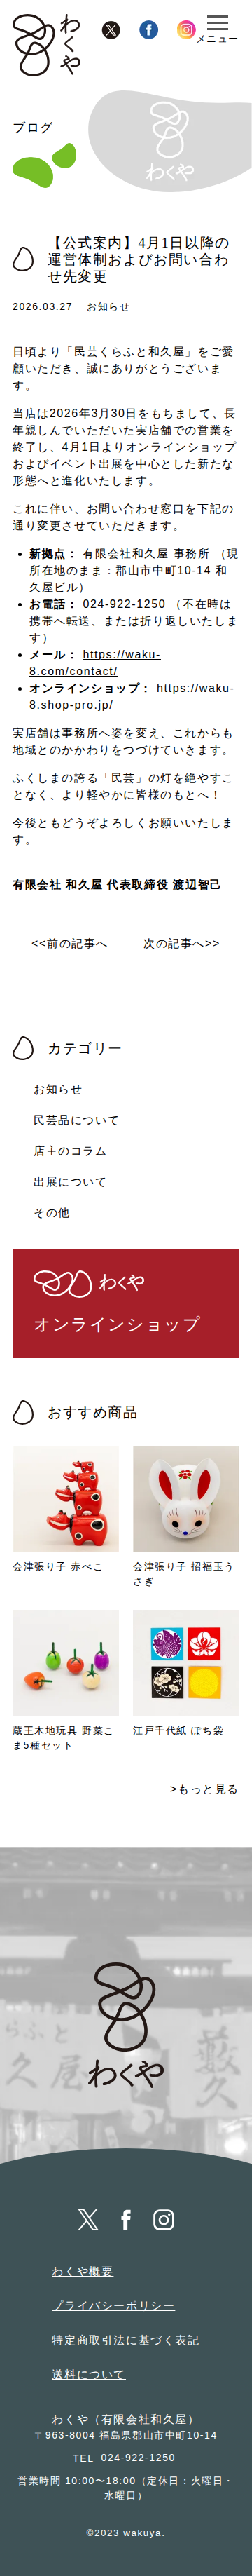 わくや
メニュー
ブログ
わくや
【公式案内】4月1日以降の
運営体制およびお問い合わ
せ先変更
2026.03.27 お知らせ
日頃より「民芸くらふと和久屋」をご愛
顧いただき、誠にありがとうございま
す。
当店は2026年3月30日をもちまして、長
年親しんでいただいた実店舗での営業を
終了し、4月1日よりオンラインショップ
およびイベント出展を中心とした新たな
形態へと進化いたします。
これに伴い、お問い合わせ窓口を下記の
通り変更させていただきます。
新拠点： 有限会社和久屋 事務所 （現
所在地のまま：郡山市中町10-14 和
久屋ビル）
お電話： 024-922-1250 （不在時は
携帯へ転送、または折り返しいたしま
す）
メール： https://waku-
8.com/contact/
オンラインショップ： https://waku-
8.shop-pro.jp/
実店舗は事務所へ姿を変え、これからも
地域とのかかわりをつづけていきます。
ふくしまの誇る「民芸」の灯を絶やすこ
となく、より軽やかに皆様のもとへ！
今後ともどうぞよろしくお願いいたしま
す。
有限会社 和久屋 代表取締役 渡辺智己
<<前の記事へ 次の記事へ>>
カテゴリー
お知らせ
民芸品について
店主のコラム
出展について
その他
わくや
オンラインショップ
おすすめ商品
会津張り子 赤べこ
会津張り子 招福玉う
さぎ
蔵王木地玩具 野菜こ
ま5種セット
江戸千代紙 ぽち袋
>もっと見る
わくや
わくや概要
プライバシーポリシー
特定商取引法に基づく表記
送料について
わくや（有限会社和久屋）
〒963-8004 福島県郡山市中町10-14
TEL 024-922-1250
営業時間 10:00〜18:00（定休日：火曜日・
水曜日）
©2023 wakuya.